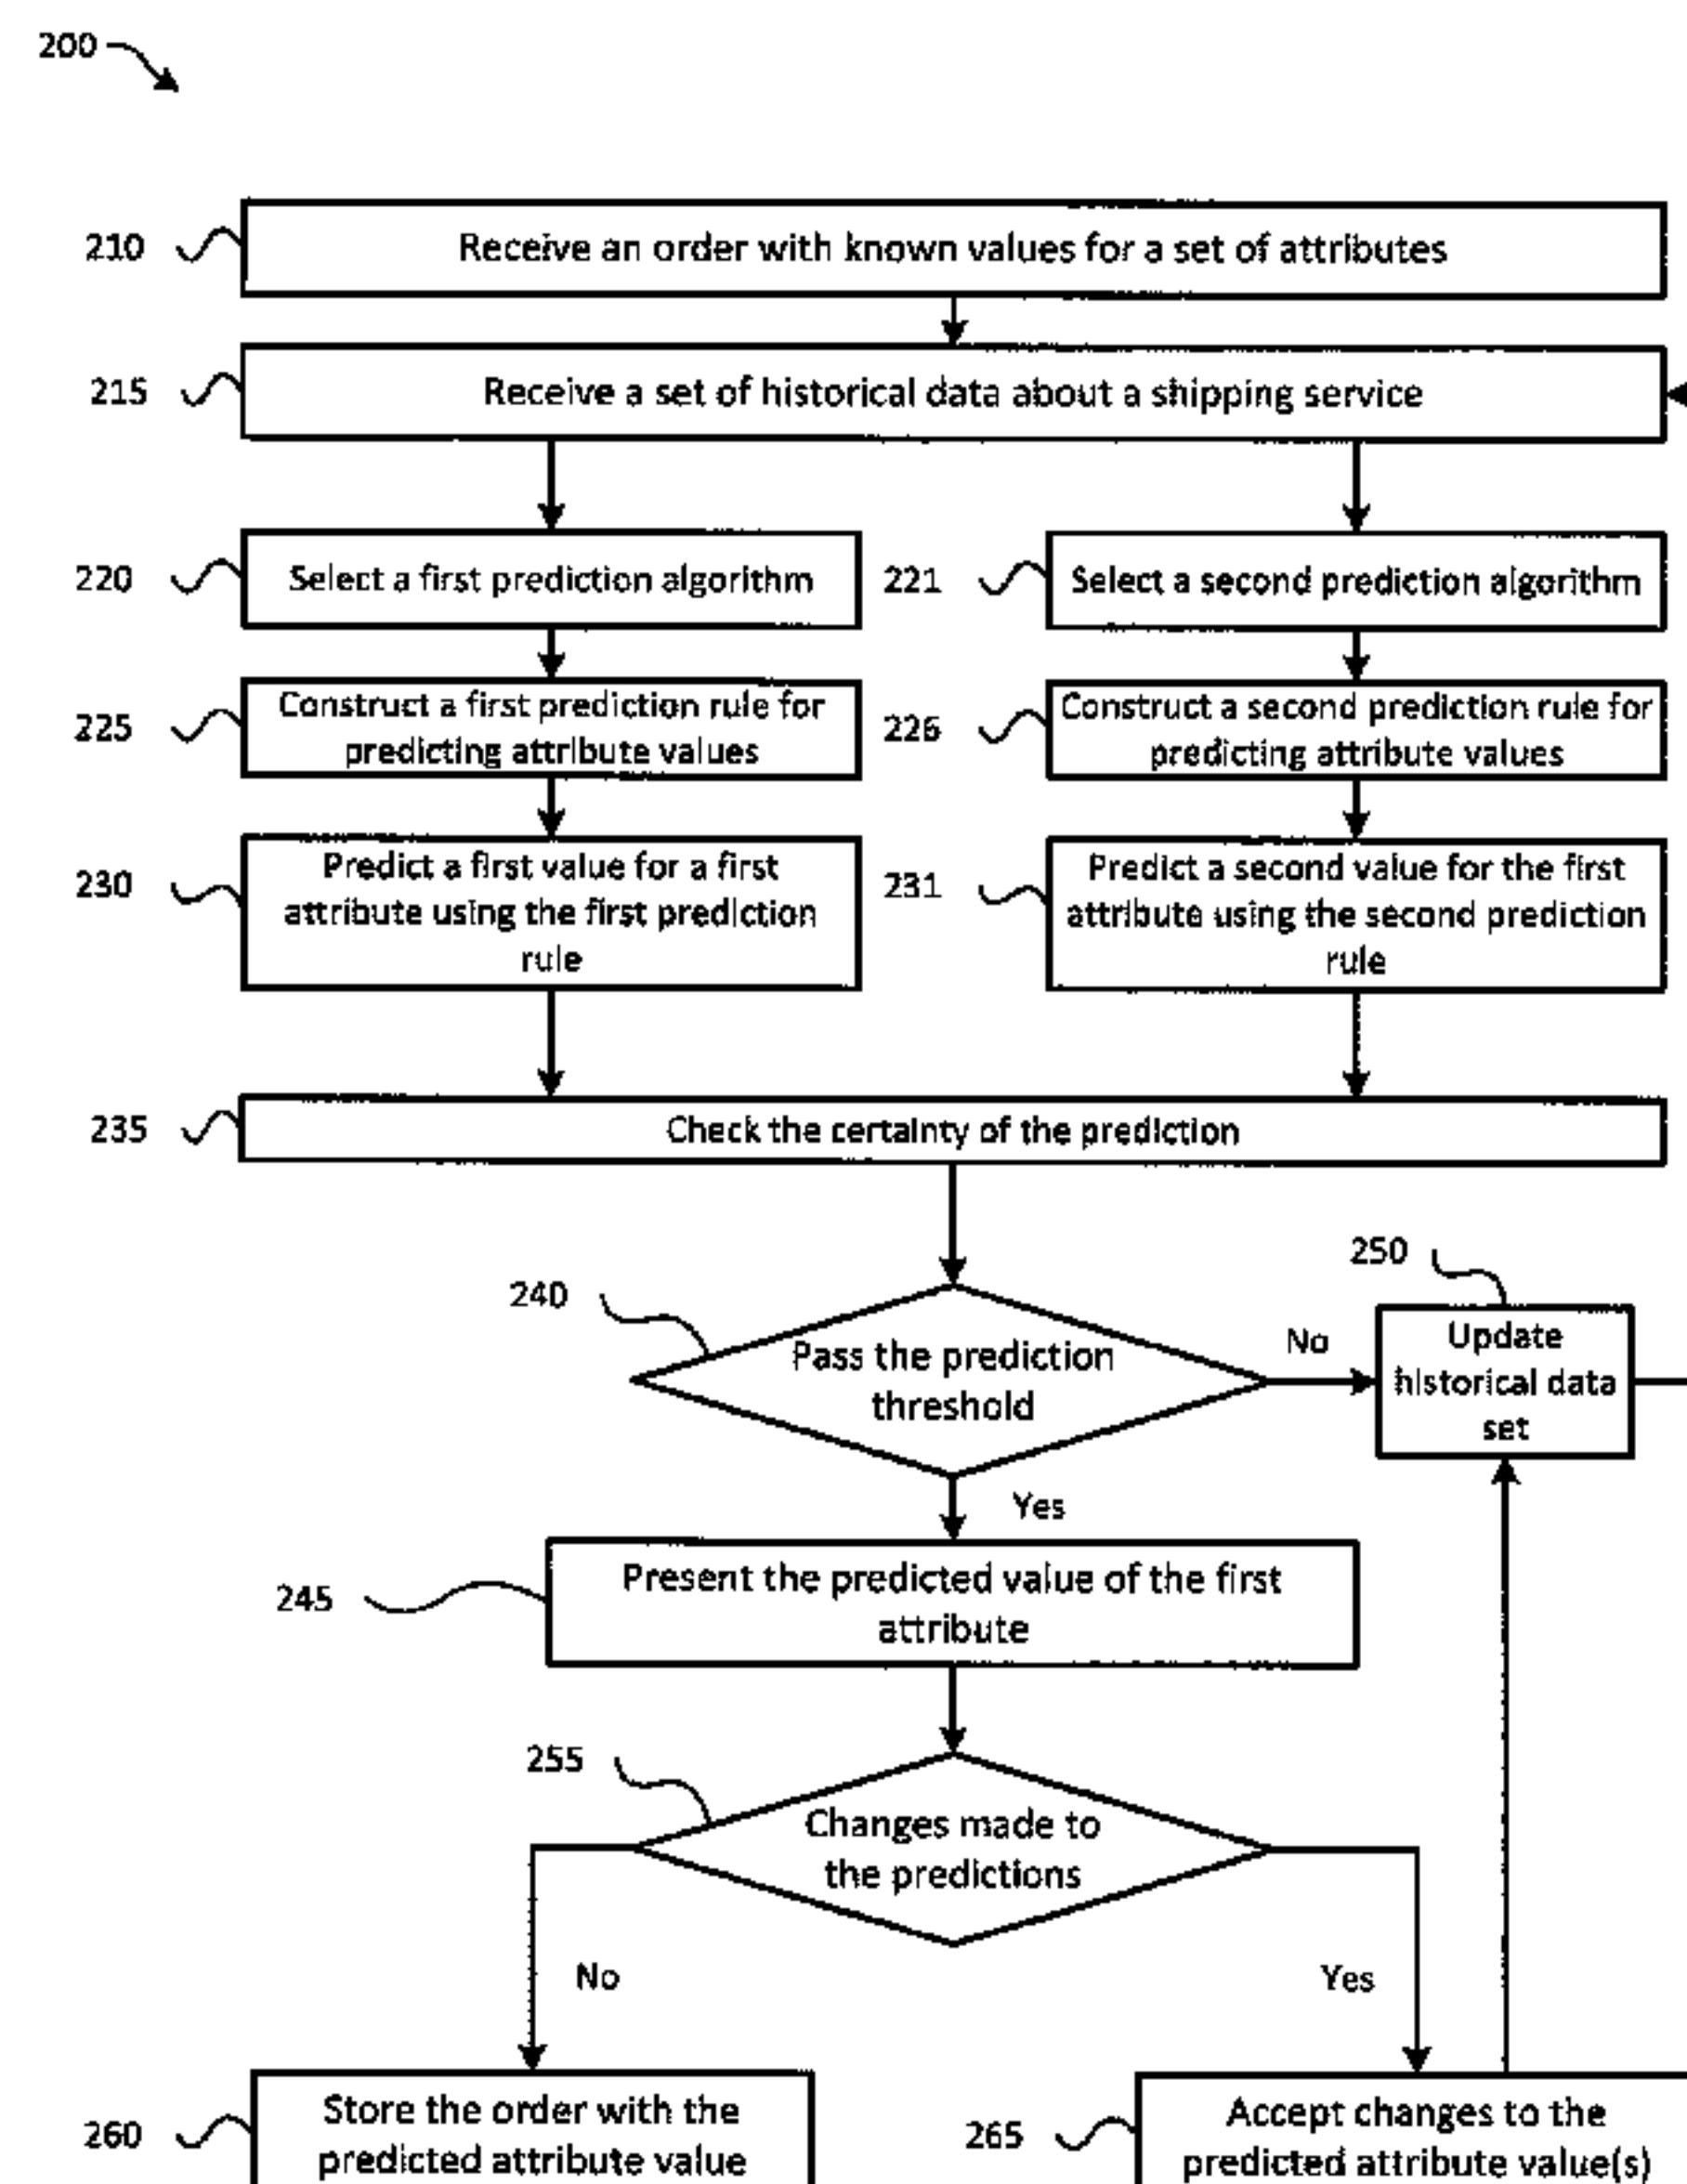 200
210
Receive an order with known values for a set of attributes
215
Receive a set of historical data about a shipping service
220
Select a first prediction algorithm
221
Select a second prediction algorithm
225
Construct a first prediction rule for
predicting attribute values
226
Construct a second prediction rule for
predicting attribute values
230
Predict a first value for a first
attribute using the first prediction
rule
231
Predict a second value for the first
attribute using the second prediction
rule
235
Check the certainty of the prediction
240
Pass the prediction
threshold
No
250
Update
historical data
set
Yes
245
Present the predicted value of the first
attribute
255
Changes made to
the predictions
No
Yes
260
Store the order with the
predicted attribute value
265
Accept changes to the
predicted attribute value(s)